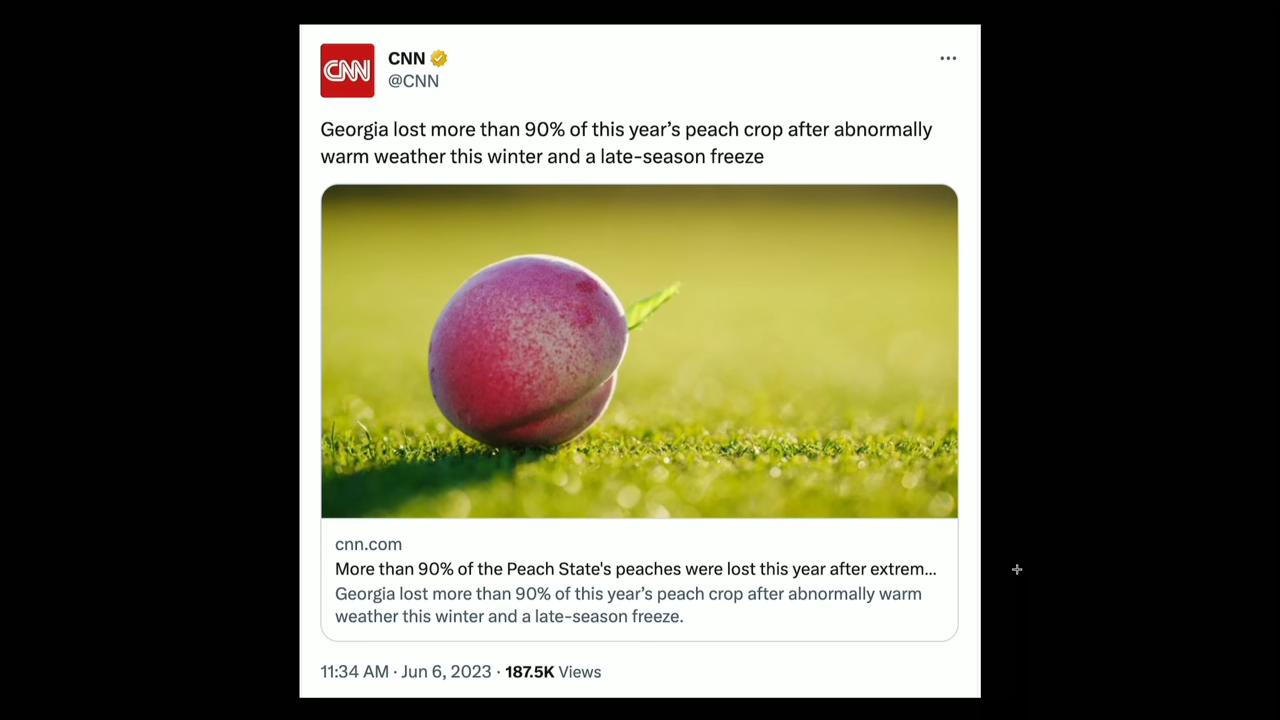 CNN
CNN
@CNN
Georgia lost more than 90% of this year’s peach crop after abnormally
warm weather this winter and a late-season freeze
cnn.com
More than 90% of the Peach State's peaches were lost this year after extrem...
Georgia lost more than 90% of this year’s peach crop after abnormally warm
weather this winter and a late-season freeze.
11:34 AM · Jun 6, 2023 · 187.5K Views